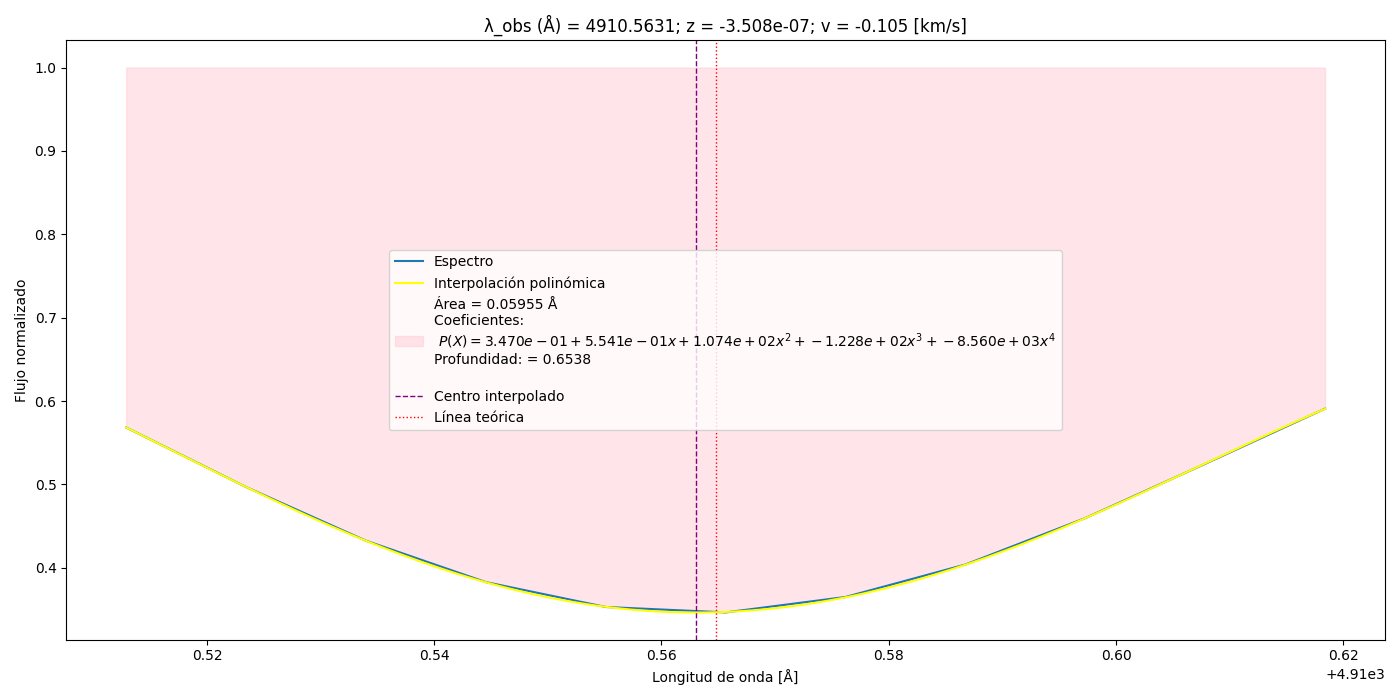 λ_obs (Å) = 4910.5631; z = -3.508e-07; v = -0.105 [km/s]
1.0
0.9
0.8
0.7
0.6
0.5
0.4
Flujo normalizado
Espectro
Interpolación polinómica
Área = 0.05955 Å
Coeficientes:
P(X) = 3.470e − 01 + 5.541e − 01x + 1.074e + 02x² + −1.228e + 02x³ + −8.560e + 03x⁴
Profundidad: = 0.6538
Centro interpolado
Línea teórica
0.52 0.54 0.56 0.58 0.60 0.62
+4.91e3
Longitud de onda [Å]